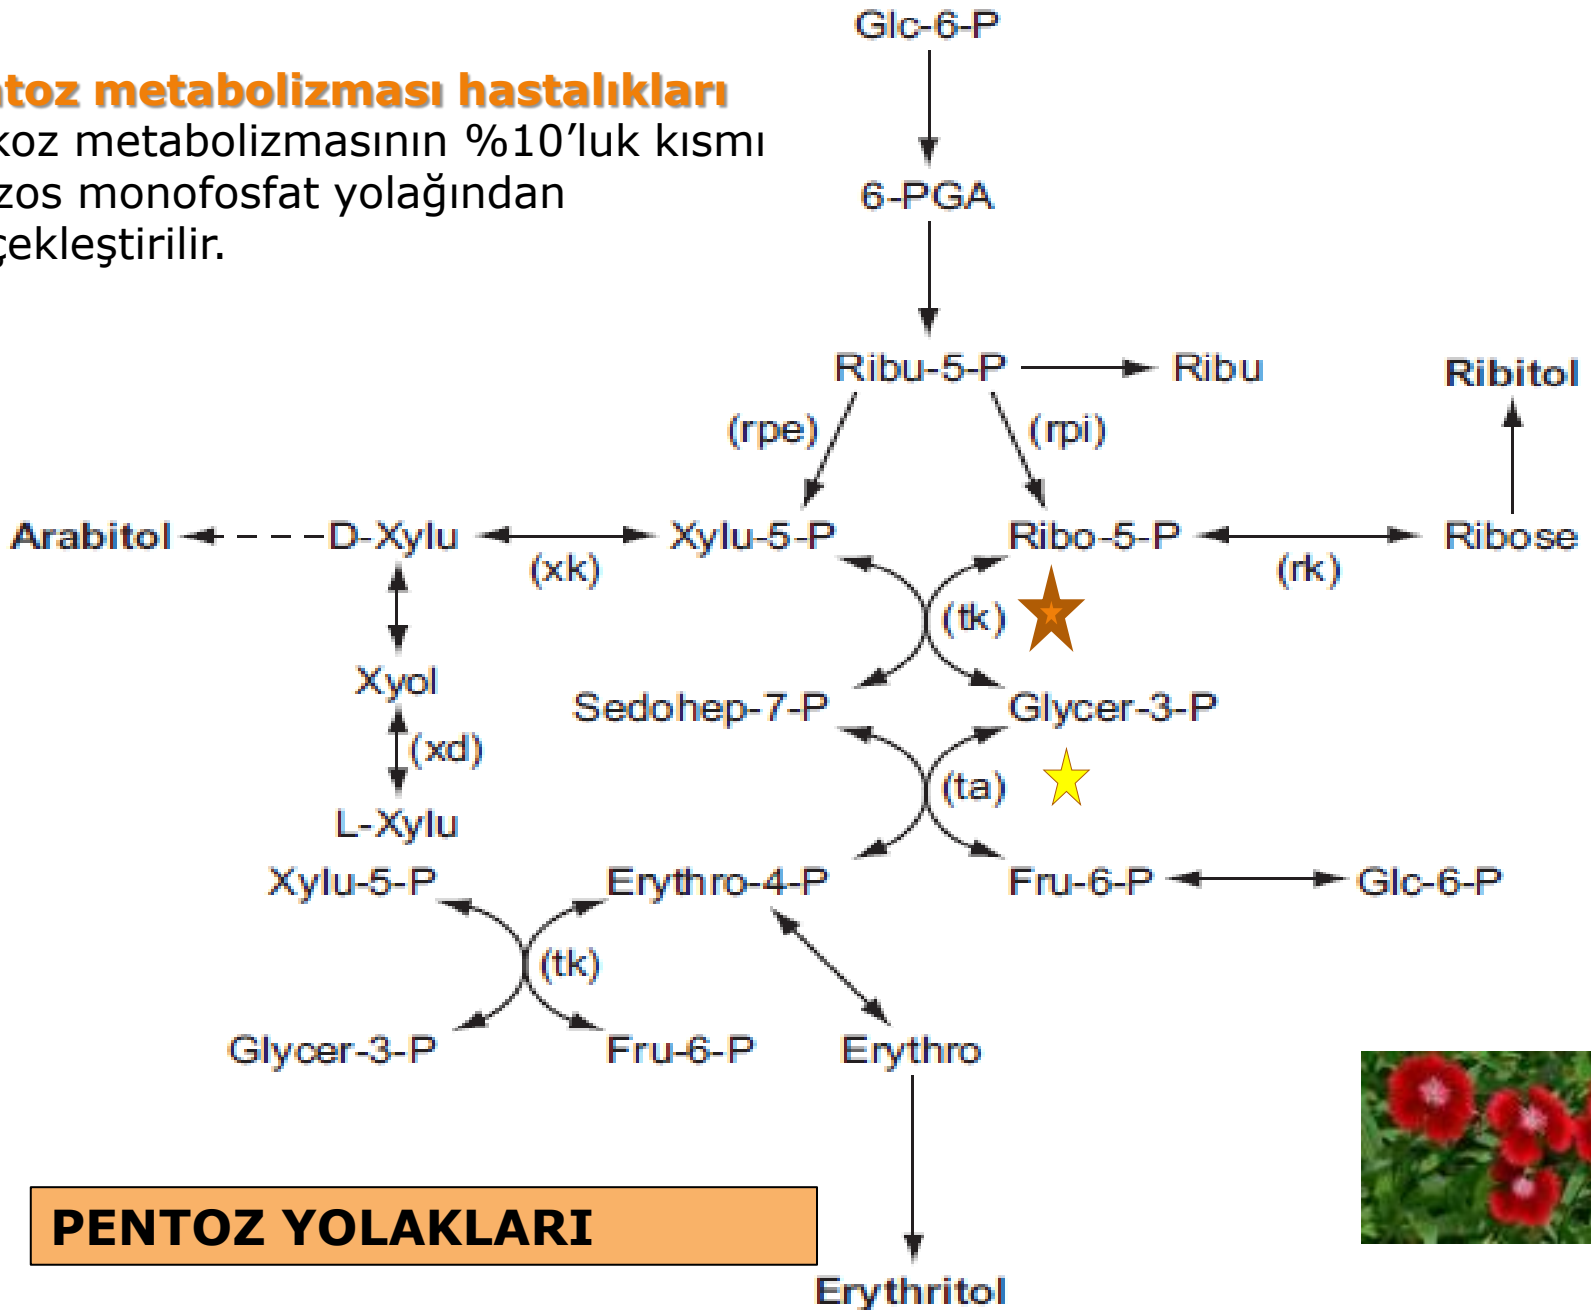 Glc-6-P
ntoz metabolizması hastalıkları
koz metabolizmasının %10’luk kısmı
zos monofosfat yolağından
çekleştirilir.
6-PGA
Ribu-5-P
Ribu
Ribitol
(rpe)
(rpi)
Arabitol
D-Xylu
(xk)
Xylu-5-P
Ribo-5-P
(rk)
Ribose
(tk)
Xyol
Sedohep-7-P
Glycer-3-P
(xd)
(ta)
L-Xylu
Xylu-5-P
Erythro-4-P
Fru-6-P
Glc-6-P
(tk)
Glycer-3-P
Fru-6-P
Erythro
PENTOZ YOLAKLARI
Erythritol